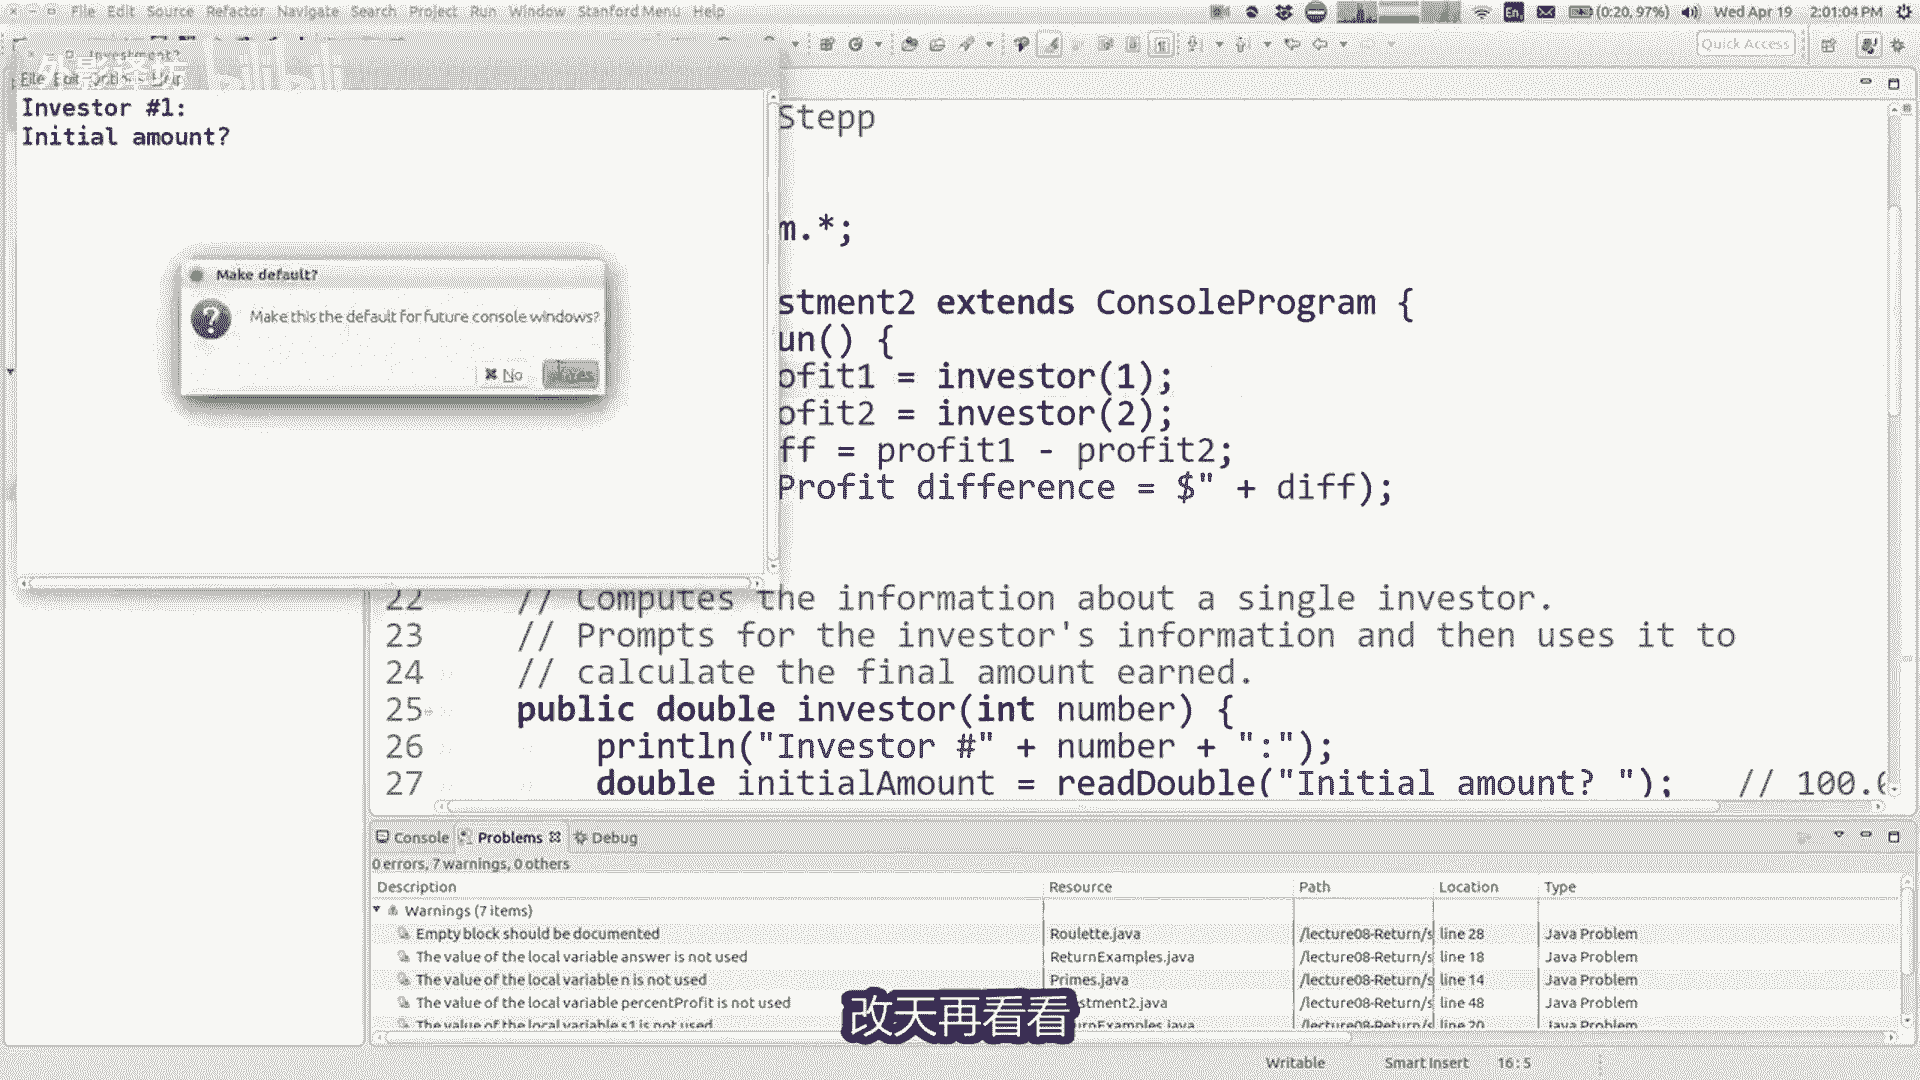 File Edit Source Refactor Navigate Search Project Run Window Stanford Menu Help
En (0:20, 97%) Wed Apr 19 2:01:04 PM
Quick Access
Investment2
File Edit
Investor #1:
Initial amount?
Make default?
Make this the default for future console windows?
No Yes
Stepp
m.*;
stment2 extends ConsoleProgram {
un() {
ofit1 = investor(1);
ofit2 = investor(2);
ff = profit1 - profit2;
Profit difference = $" + diff);
22 // Computes the information about a single investor.
23 // Prompts for the investor's information and then uses it to
24 // calculate the final amount earned.
25 public double investor(int number) {
26 println("Investor #" + number + ":");
27 double initialAmount = readDouble("Initial amount? "); // 100.0
Console Problems Debug
0 errors, 7 warnings, 0 others
Description Resource Path Location Type
Warnings (7 items)
Empty block should be documented Roulette.java /lecture08-Return/s line 28 Java Problem
The value of the local variable answer is not used ReturnExamples.java /lecture08-Return/s line 18 Java Problem
The value of the local variable n is not used Primes.java /lecture08-Return/s line 14 Java Problem
The value of the local variable percentProfit is not used stment2.java /lecture08-Return/s line 48 Java Problem
The value of the local variable s1 is not used urnExamples.java /lecture08-Return/s line 20 Java Problem
改天再看看
Writable Smart Insert 16:5